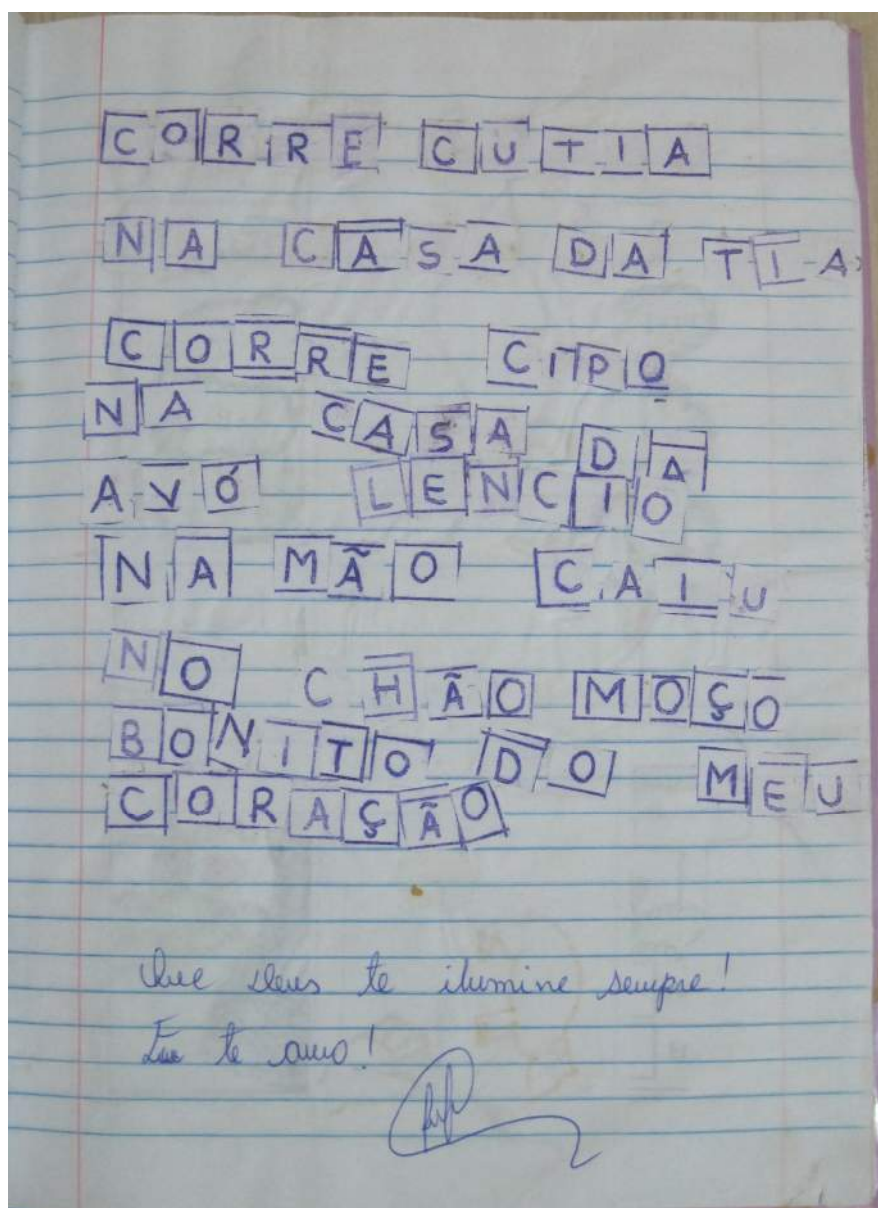 CORRE CUTIA
NA CASA DA TIA
CORRE CIPO
NA CASA DA
AVÓ LENCIO
NA MÃO CAIU
NO CHÃO MOÇO
BONITO DO MEU
CORAÇÃO
Que Deus te ilumine sempre!
Eu te amo!